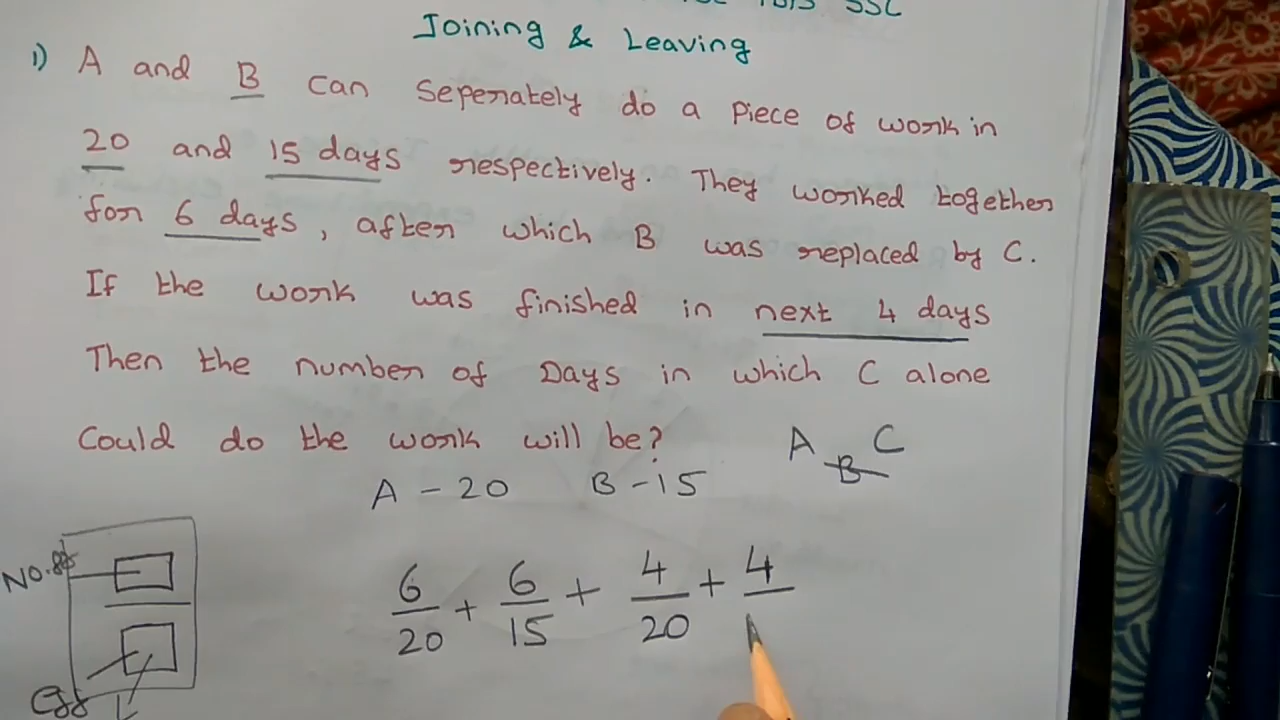 SSC
Joining & Leaving
1) A and B can Seperately do a piece of work in
20 and 15 days respectively. They worked together
for 6 days, after which B was replaced by C.
If the work was finished in next 4 days
Then the number of Days in which C alone
Could do the work will be?
A B C
A - 20 B - 15
6/20 + 6/15 + 4/20 + 4/
Eff